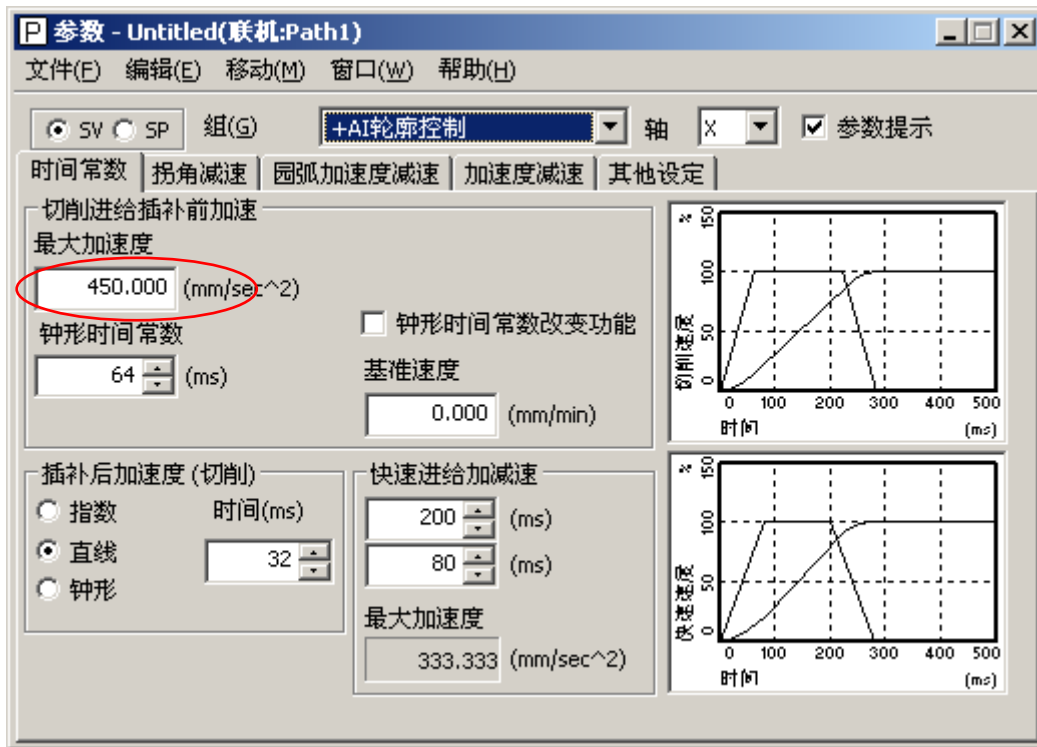 参数 - Untitled(联机:Path1)
文件(F) 编辑(E) 移动(M) 窗口(W) 帮助(H)
SV SP 组(G) +AI轮廓控制 轴 X 参数提示
时间常数 拐角减速 园弧加速度减速 加速度减速 其他设定
切削进给插补前加速
最大加速度
450.000 (mm/sec^2)
钟形时间常数
64 (ms)
钟形时间常数改变功能
基准速度
0.000 (mm/min)
插补后加速度(切削)
指数 时间(ms)
直线 32
钟形
快速进给加减速
200 (ms)
80 (ms)
最大加速度
333.333 (mm/sec^2)
%
150
100
50
0
切削速度
0 100 200 300 400 500
时间 (ms)
%
150
100
50
0
快速速度
0 100 200 300 400 500
时间 (ms)